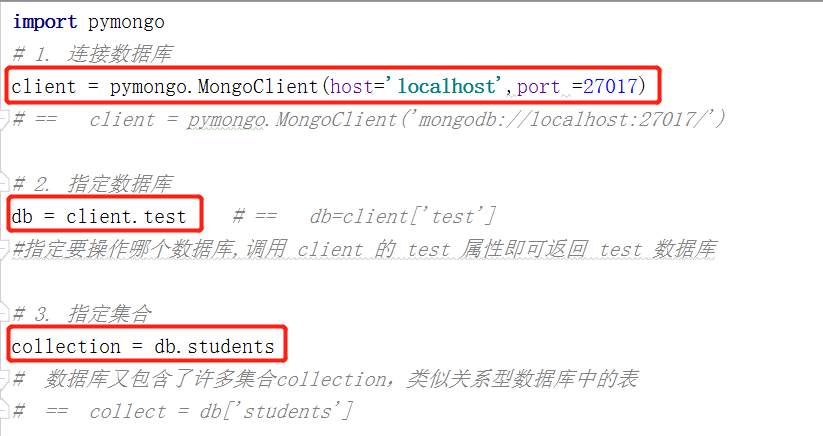 import pymongo
# 1. 连接数据库
client = pymongo.MongoClient(host='localhost',port =27017)
# ==   client = pymongo.MongoClient('mongodb://localhost:27017/')
# 2. 指定数据库
db = client.test    # ==   db=client['test']
#指定要操作哪个数据库,调用 client 的 test 属性即可返回 test 数据库
# 3. 指定集合
collection = db.students
#  数据库又包含了许多集合collection，类似关系型数据库中的表
#  ==  collect = db['students']